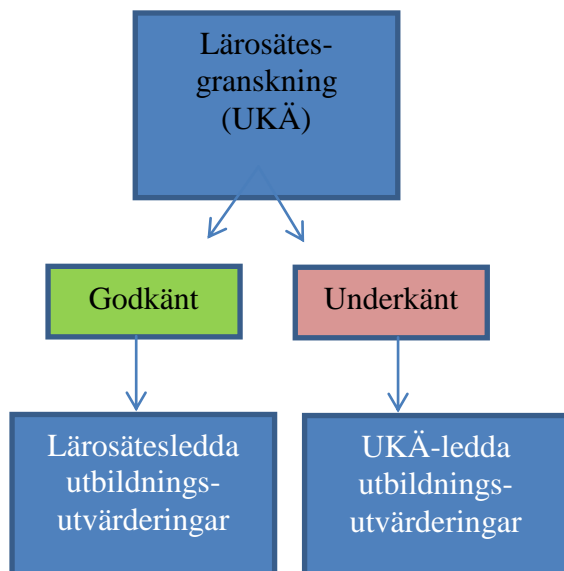 Lärosätes-
granskning
(UKÄ)
Godkänt
Underkänt
Lärosätesledda
utbildnings-
utvärderingar
UKÄ-ledda
utbildnings-
utvärderingar